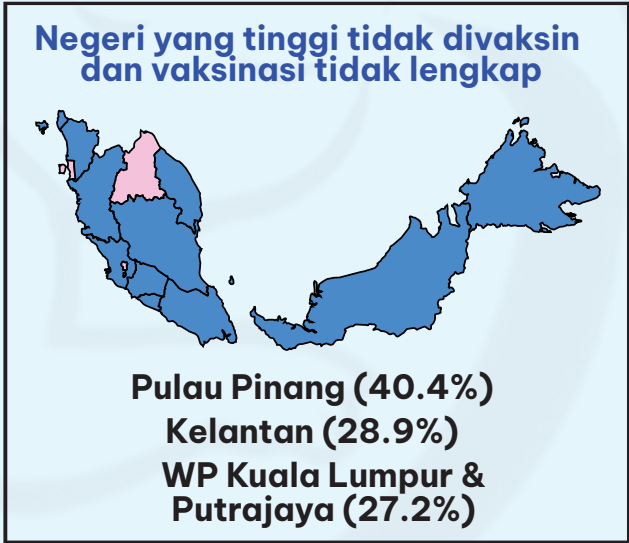 Negeri yang tinggi tidak divaksin
dan vaksinasi tidak lengkap
Pulau Pinang (40.4%)
Kelantan (28.9%)
WP Kuala Lumpur &
Putrajaya (27.2%)